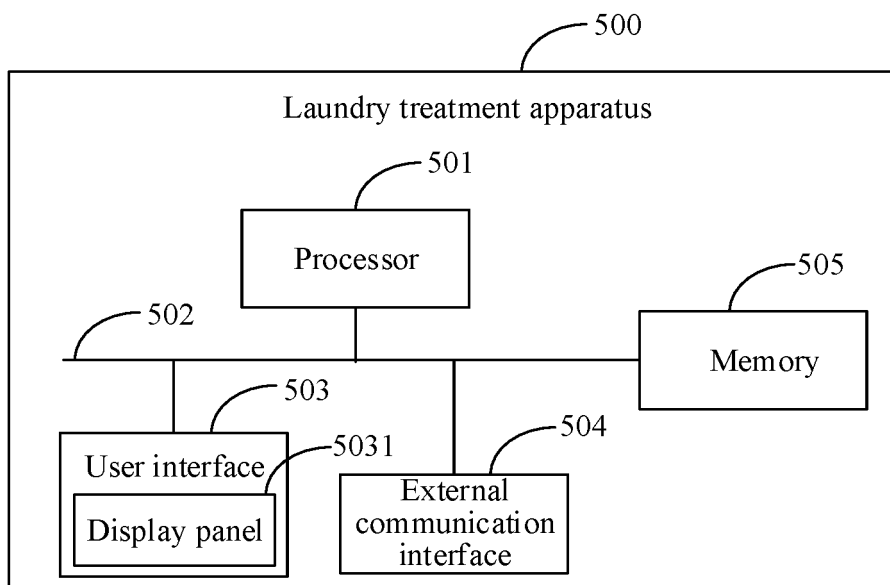 500
Laundry treatment apparatus
501
Processor
505
502
Memory
503
504
5031
User interface
Display panel
External
communication
interface